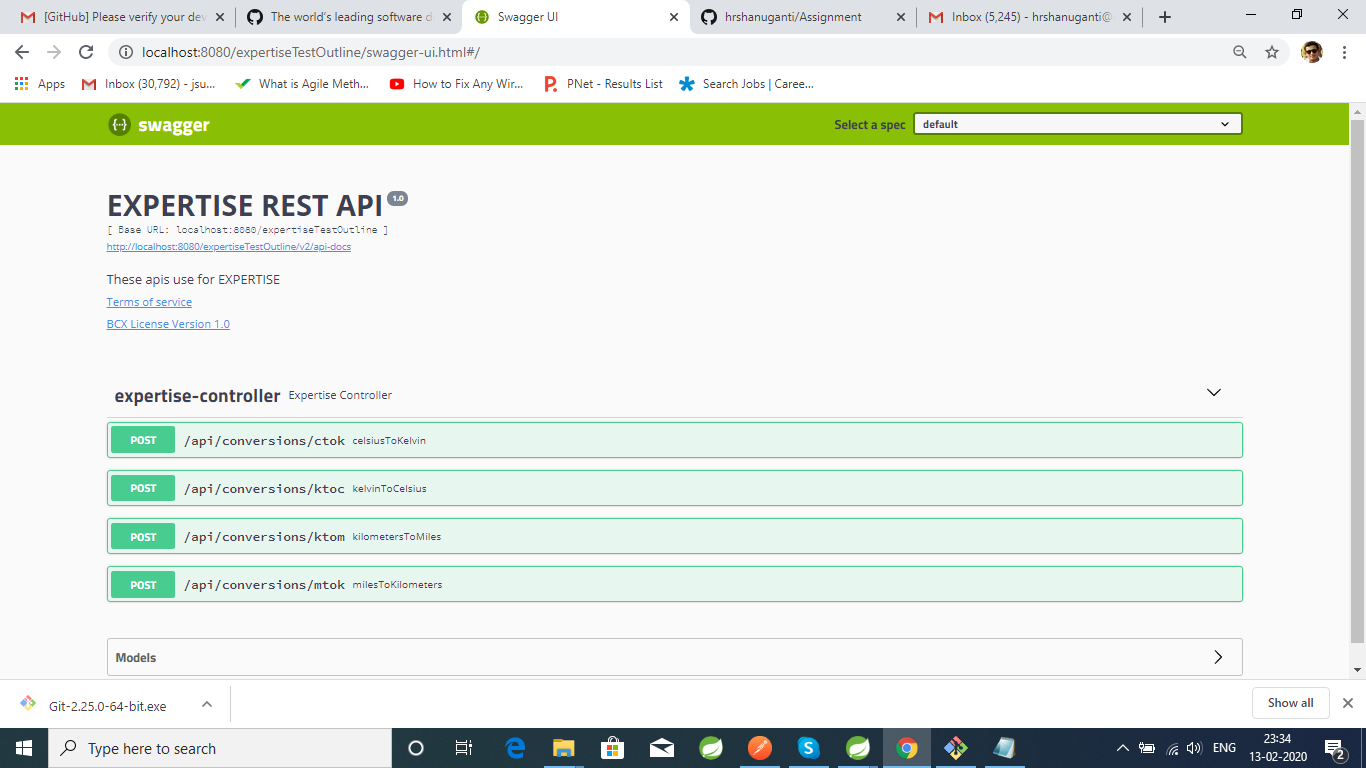 [GitHub] Please verify your dev
The world's leading software d
Swagger UI
hrshanuganti/Assignment
Inbox (5,245) - hrshanuganti@
localhost:8080/expertiseTestOutline/swagger-ui.html#/
Apps
Inbox (30,792) - jsu...
What is Agile Meth...
How to Fix Any Wir...
PNet - Results List
Search Jobs | Caree...
swagger
Select a spec
default
EXPERTISE REST API 1.0
[ Base URL: localhost:8080/expertiseTestOutline ]
http://localhost:8080/expertiseTestOutline/v2/api-docs
These apis use for EXPERTISE
Terms of service
BCX License Version 1.0
expertise-controller Expertise Controller
POST /api/conversions/ctok celsiusToKelvin
POST /api/conversions/ktoc kelvinToCelsius
POST /api/conversions/ktom kilometersToMiles
POST /api/conversions/mtok milesToKilometers
Models
Git-2.25.0-64-bit.exe
Show all
Type here to search
ENG
23:34
13-02-2020
2